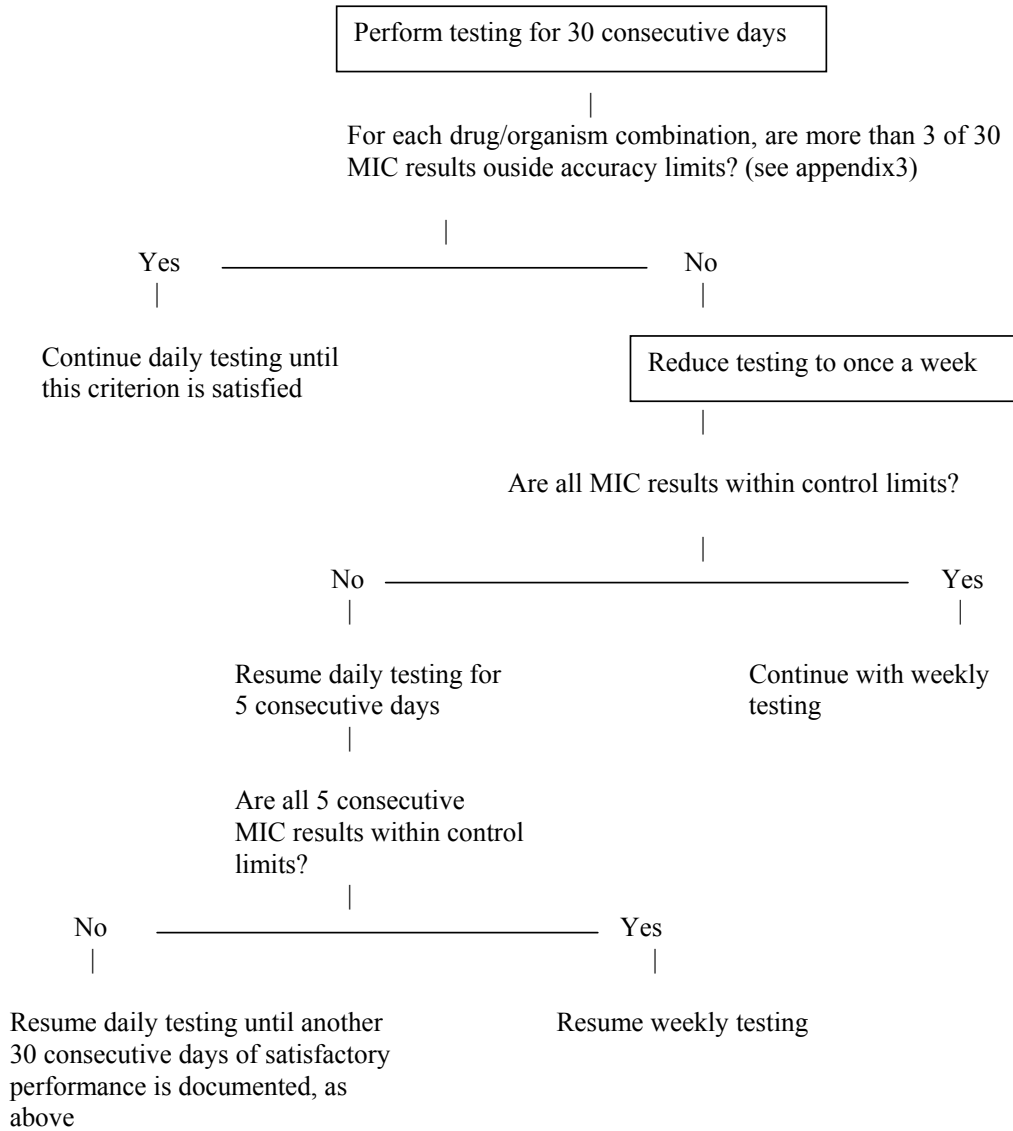 Perform testing for 30 consecutive days
For each drug/organism combination, are more than 3 of 30
MIC results ouside accuracy limits? (see appendix3)
Yes
No
Continue daily testing until
this criterion is satisfied
Reduce testing to once a week
Are all MIC results within control limits?
No
Yes
Resume daily testing for
5 consecutive days
Continue with weekly
testing
Are all 5 consecutive
MIC results within control
limits?
No
Yes
Resume daily testing until another
30 consecutive days of satisfactory
performance is documented, as
above
Resume weekly testing